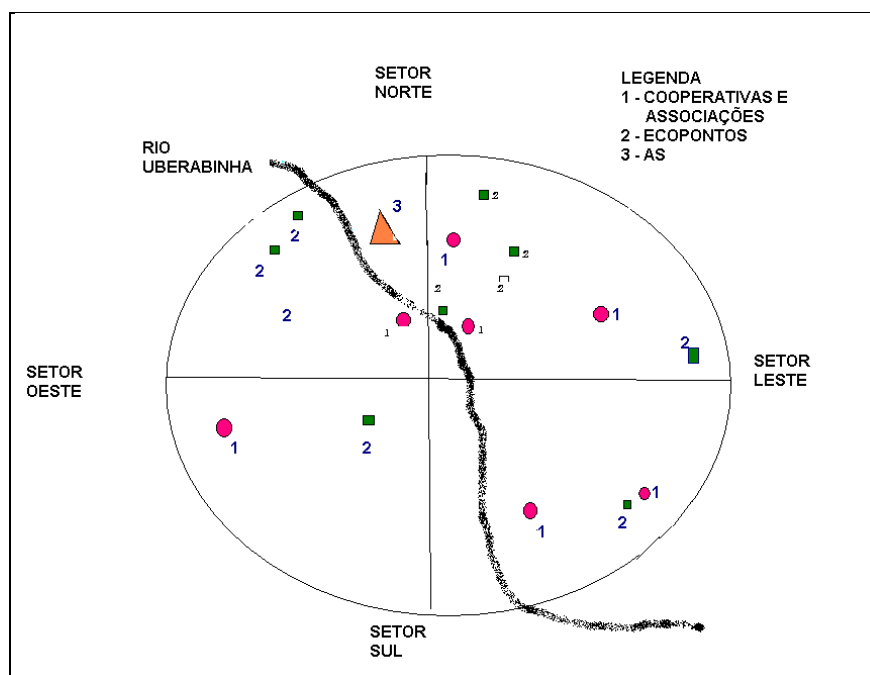 SETOR
NORTE
LEGENDA
1 - COOPERATIVAS E
ASSOCIAÇÕES
2 - ECOPONTOS
3 - AS
RIO
UBERABINHA
2
3
2
1
2
2
2
2
2
1
1
1
2
SETOR
OESTE
SETOR
LESTE
1
2
1
2
1
SETOR
SUL